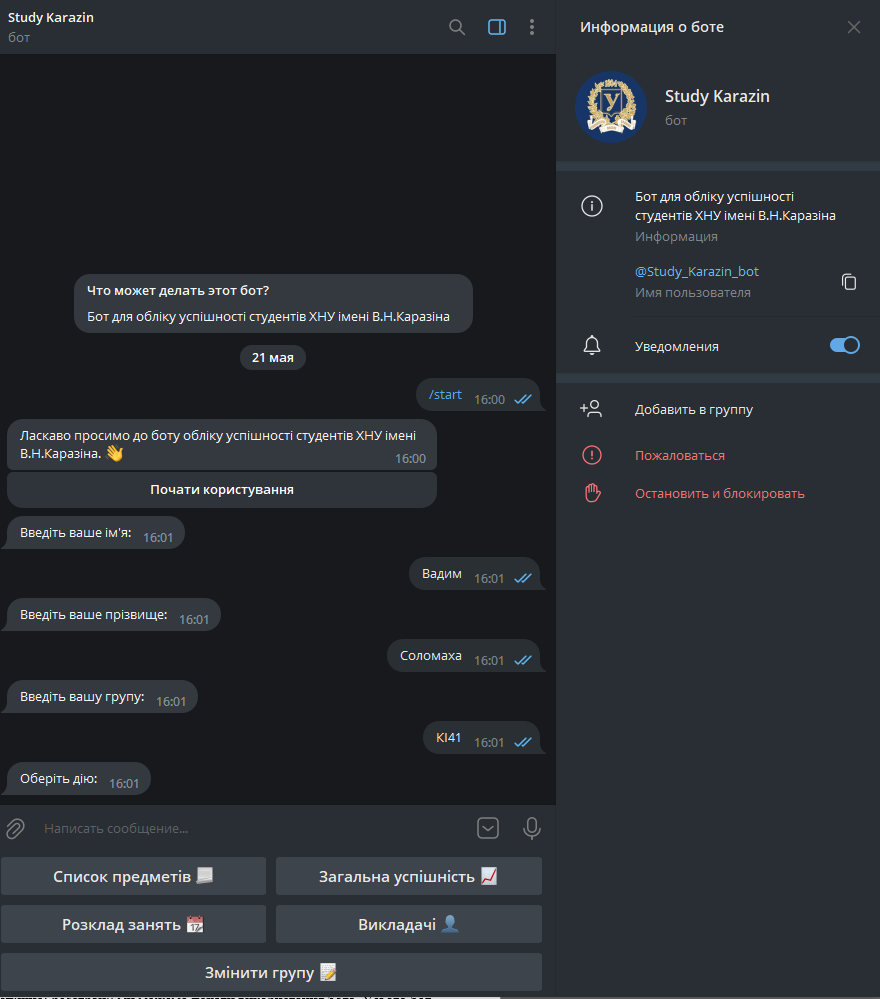 Study Karazin
бот
Что может делать этот бот?
Бот для обліку успішності студентів ХНУ імені В.Н.Каразіна
21 мая
/start 16:00
Ласкаво просимо до боту обліку успішності студентів ХНУ імені
В.Н.Каразіна. 👋 16:00
Почати користування
Введіть ваше ім'я: 16:01
Вадим 16:01
Введіть ваше прізвище: 16:01
Соломаха 16:01
Введіть вашу групу: 16:01
КІ41 16:01
Оберіть дію: 16:01
Написать сообщение...
Список предметів 📃 Загальна успішність 📈
Розклад занять 📆 Викладачі 👤
Змінити групу 📝
Информация о боте
Study Karazin
бот
Бот для обліку успішності
студентів ХНУ імені В.Н.Каразіна
Информация
@Study_Karazin_bot
Имя пользователя
Уведомления
Добавить в группу
Пожаловаться
Остановить и блокировать